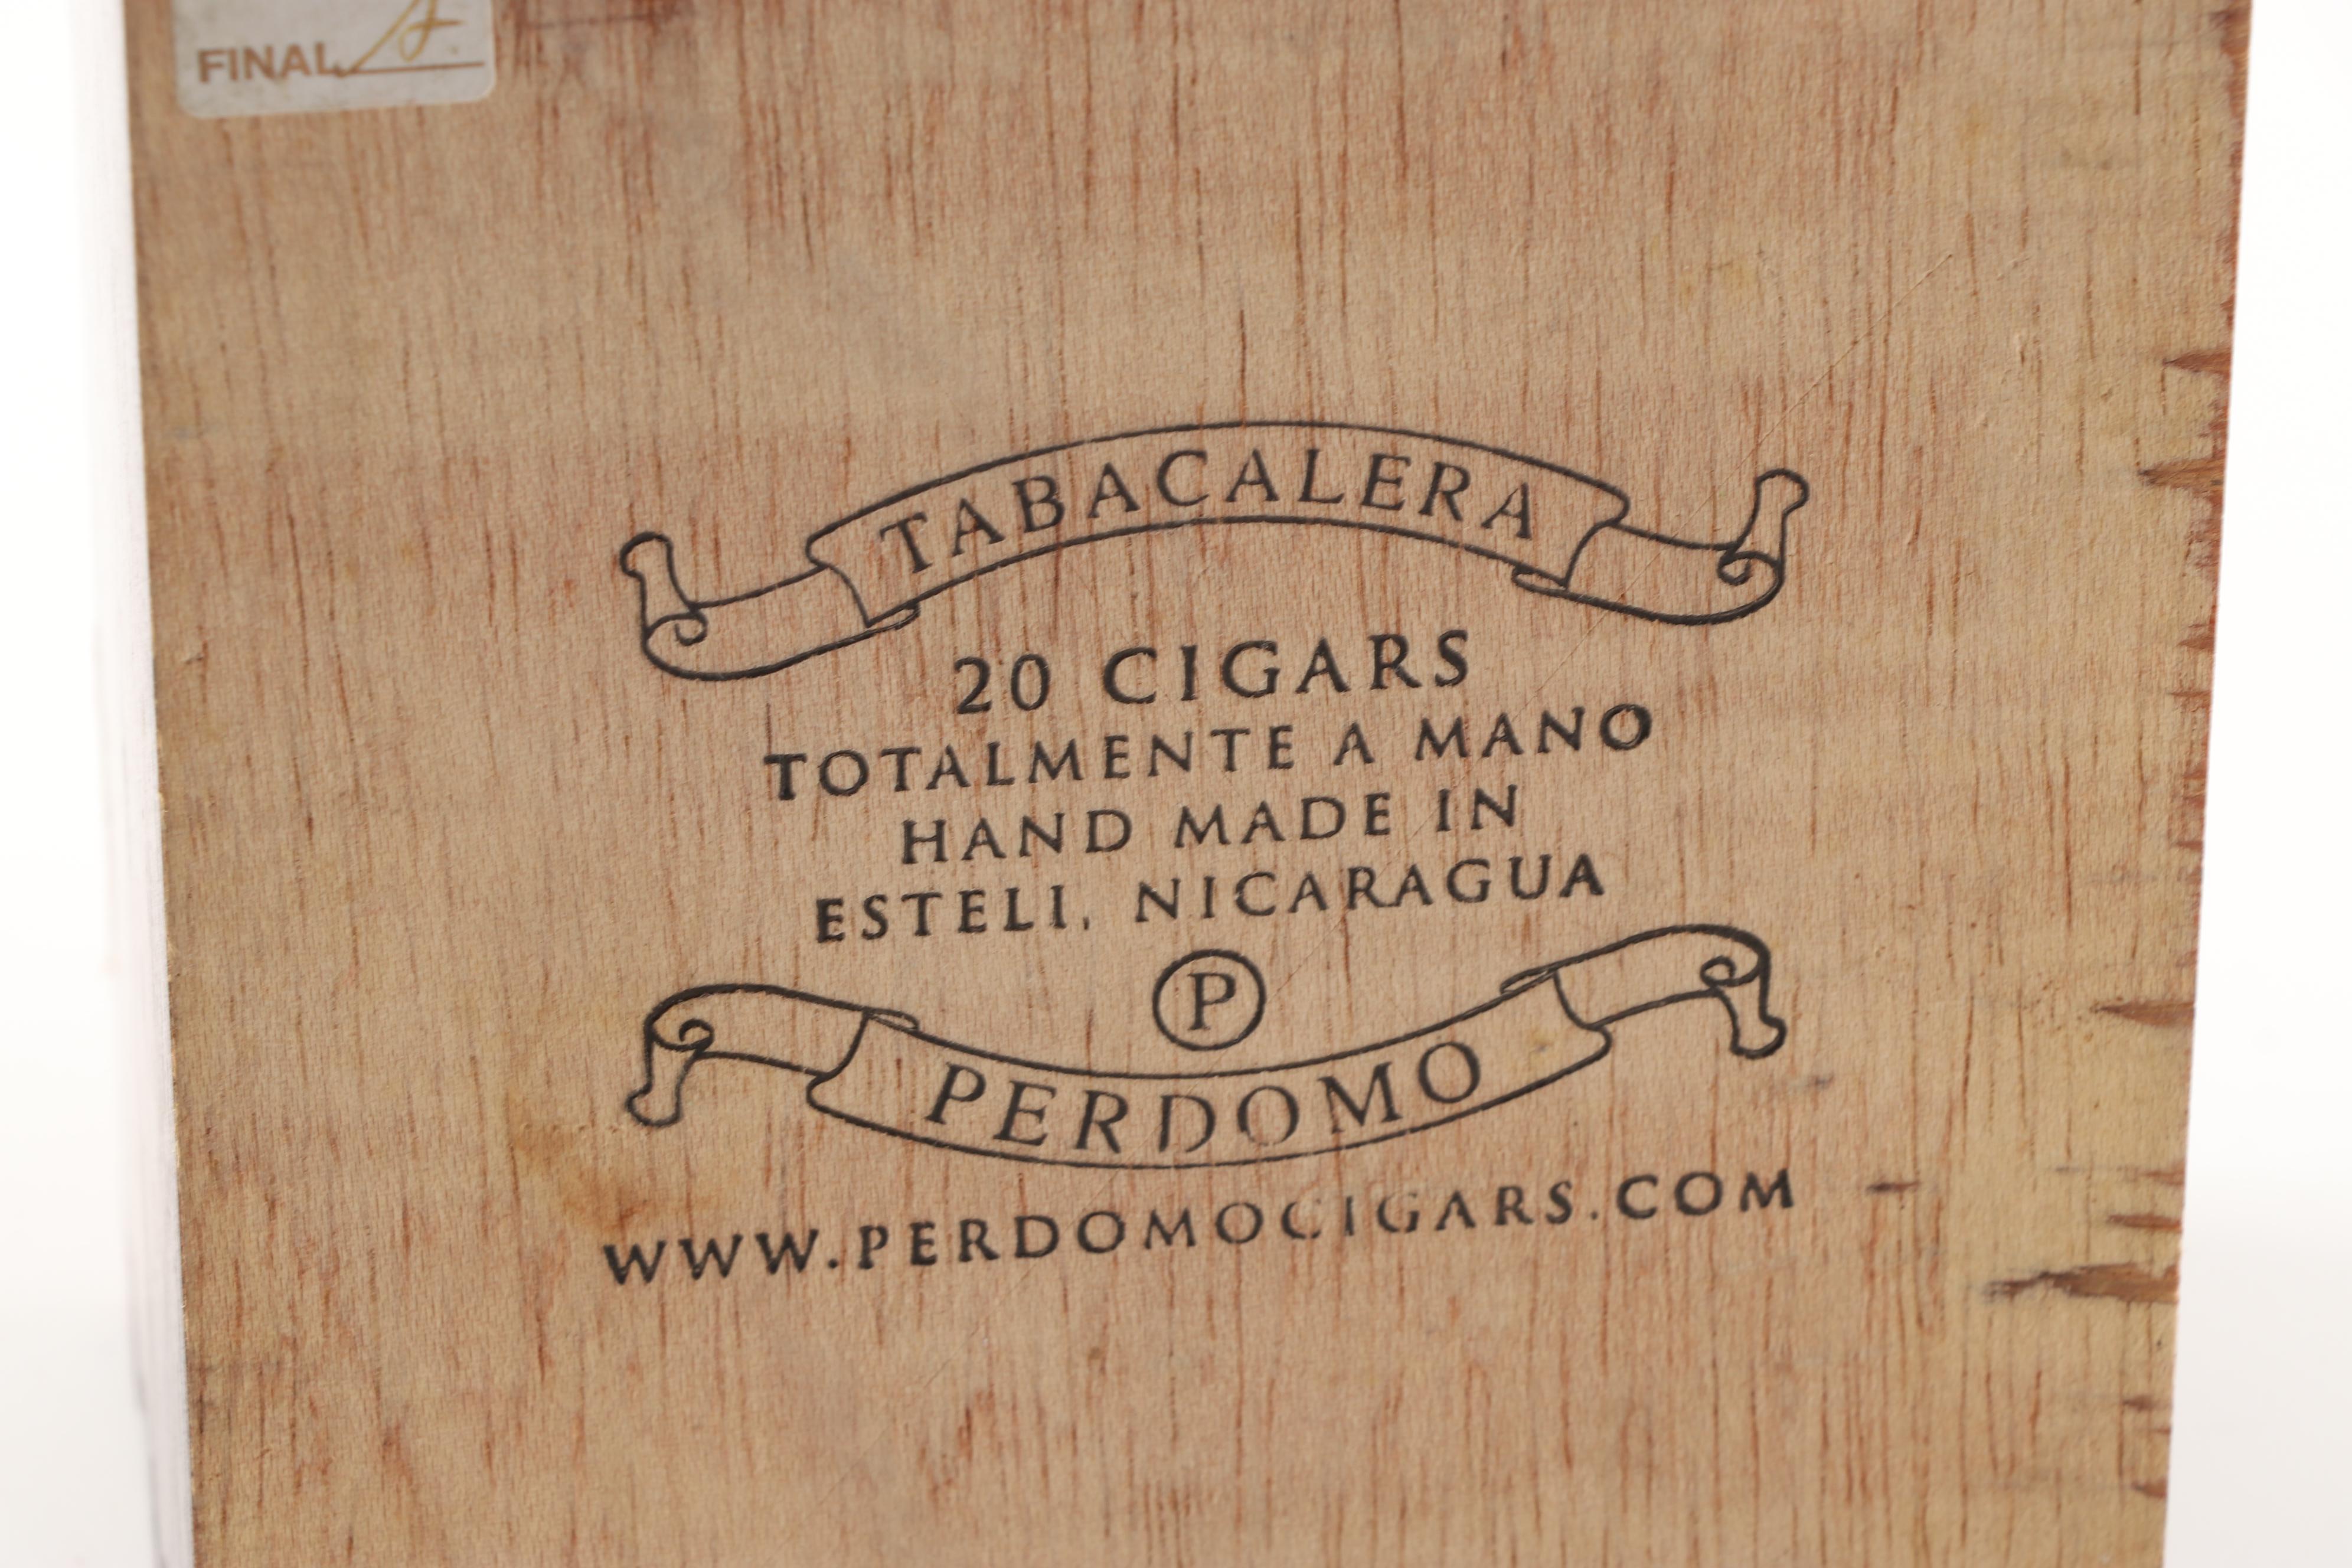 FINAL
TABACALERA
20 CIGARS
TOTALMENTE A MANO
HAND MADE IN
ESTELI, NICARAGUA
P
PERDOMO
WWW.PERDOMOCIGARS.COM